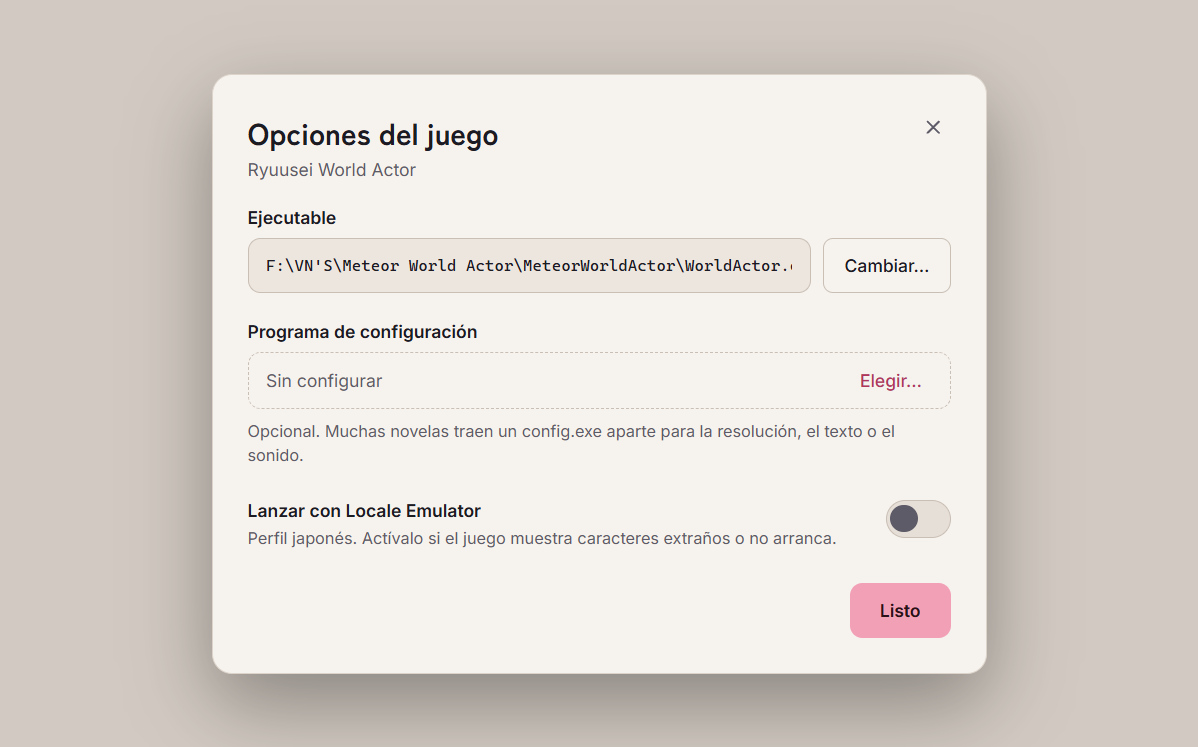 Opciones del juego
Ryuusei World Actor
Ejecutable
F:\VN'S\Meteor World Actor\MeteorWorldActor\WorldActor.
Cambiar...
Programa de configuración
Sin configurar
Elegir...
Opcional. Muchas novelas traen un config.exe aparte para la resolución, el texto o el
sonido.
Lanzar con Locale Emulator
Perfil japonés. Actívalo si el juego muestra caracteres extraños o no arranca.
Listo